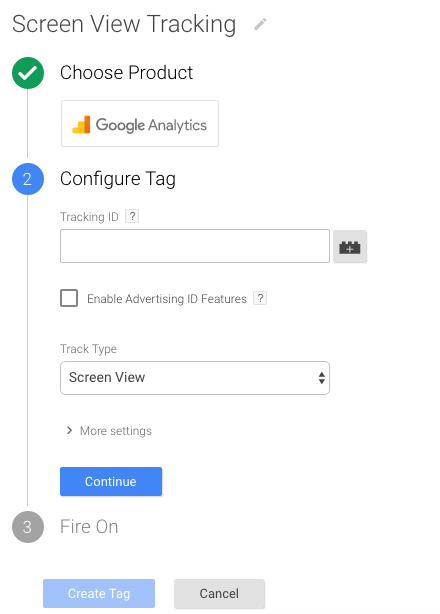 Screen View Tracking
Choose Product
Google Analytics
2 Configure Tag
Tracking ID ?
Enable Advertising ID Features ?
Track Type
Screen View
More settings
Continue
3 Fire On
Create Tag Cancel